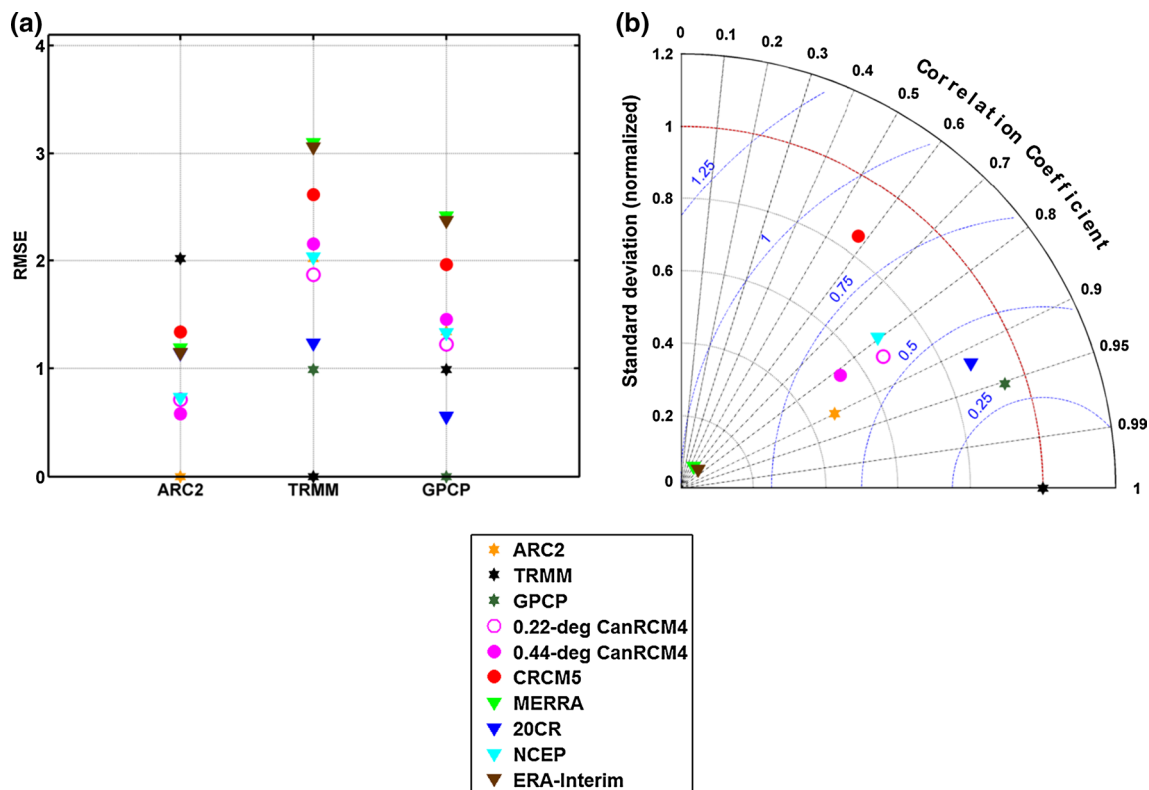 (a)
4
3
2
1
0
RMSE
ARC2 TRMM GPCP
(b)
0 0.1 0.2 0.3 0.4 0.5 0.6 0.7 0.8 0.9 0.95 0.99 1
Correlation Coefficient
1.2
1
0.8
0.6
0.4
0.2
0
Standard deviation (normalized)
1.25
1
0.75
0.5
0.25
ARC2
TRMM
GPCP
0.22-deg CanRCM4
0.44-deg CanRCM4
CRCM5
MERRA
20CR
NCEP
ERA-Interim